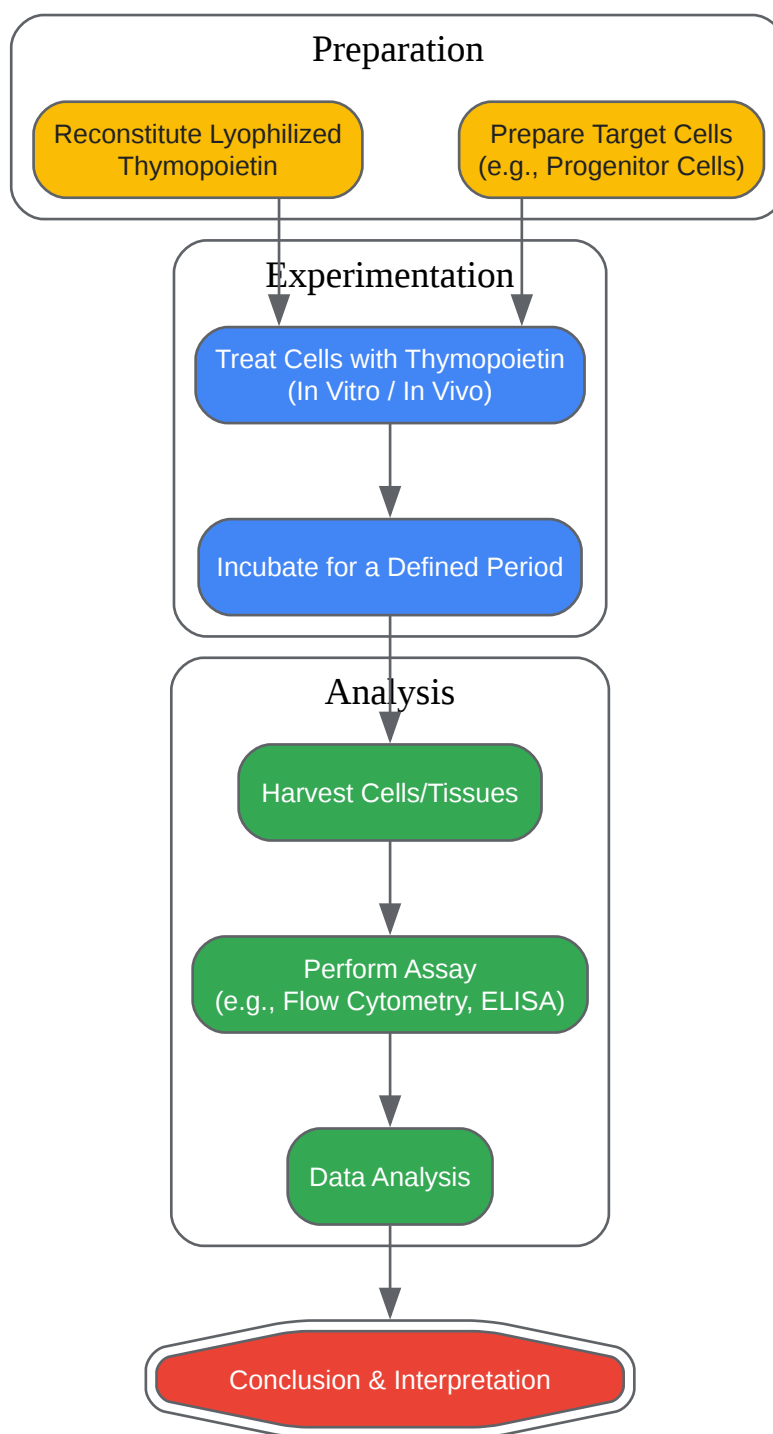 Preparation
Reconstitute Lyophilized
Thymopoietin
Prepare Target Cells
(e.g., Progenitor Cells)
Experimentation
Treat Cells with Thymopoietin
(In Vitro / In Vivo)
Incubate for a Defined Period
Analysis
Harvest Cells/Tissues
Perform Assay
(e.g., Flow Cytometry, ELISA)
Data Analysis
Conclusion & Interpretation